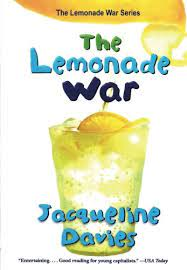 The Lemonade War Series
The
Lemonade
War
Jacqueline
Davies
"Entertaining. . . . Good reading for young capitalists."—USA Today